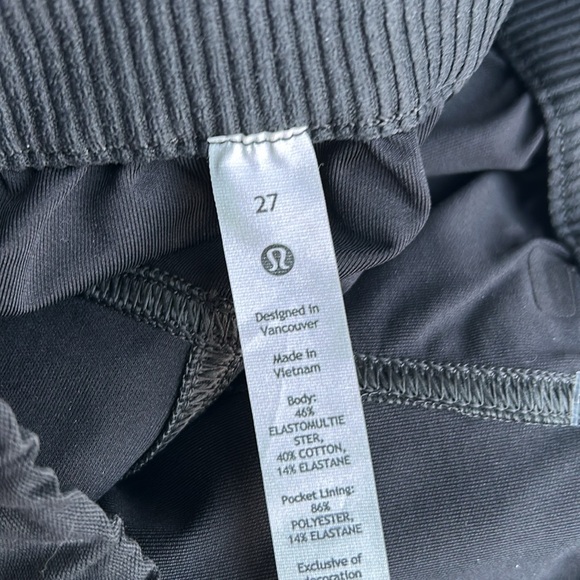 27
Designed in
Vancouver
Made in
Vietnam
Body:
46%
ELASTOMULTIE
STER,
40% COTTON,
14% ELASTANE
Pocket Lining:
86%
POLYESTER,
14% ELASTANE
Exclusive of
decoration